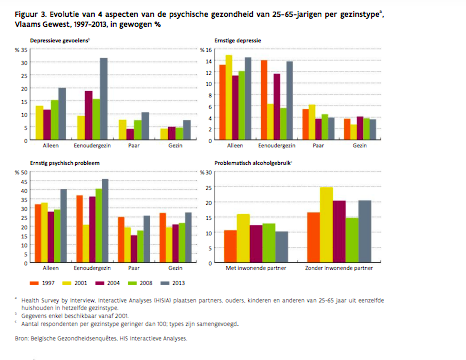 Figuur 3. Evolutie van 4 aspecten van de psychische gezondheid van 25-65-jarigen per gezinstypeᵃ,
Vlaams Gewest, 1997-2013, in gewogen %
Depressieve gevoelensᵇ
% 35
30
25
20
15
10
5
0
Alleen Eenoudergezin Paar Gezin
Ernstige depressie
% 16
14
12
10
8
6
4
2
0
Alleen Eenoudergezin Paar Gezin
Ernstig psychisch probleem
% 50
45
40
35
30
25
20
15
10
5
0
Alleen Eenoudergezin Paar Gezin
Problematisch alcoholgebruikᶜ
% 30
25
20
15
10
5
0
Met inwonende partner Zonder inwonende partner
1997 2001 2004 2008 2013
ᵃ Health Survey by Interview, Interactive Analyses (HISIA) plaatsen partners, ouders, kinderen en anderen van 25-65 jaar uit eenzelfde
huishouden in hetzelfde gezinstype.
ᵇ Gegevens enkel beschikbaar vanaf 2001.
ᶜ Aantal respondenten per gezinstype geringer dan 100; types zijn samengevoegd.
Bron: Belgische Gezondheidsenquêtes, HIS Interactieve Analyses.